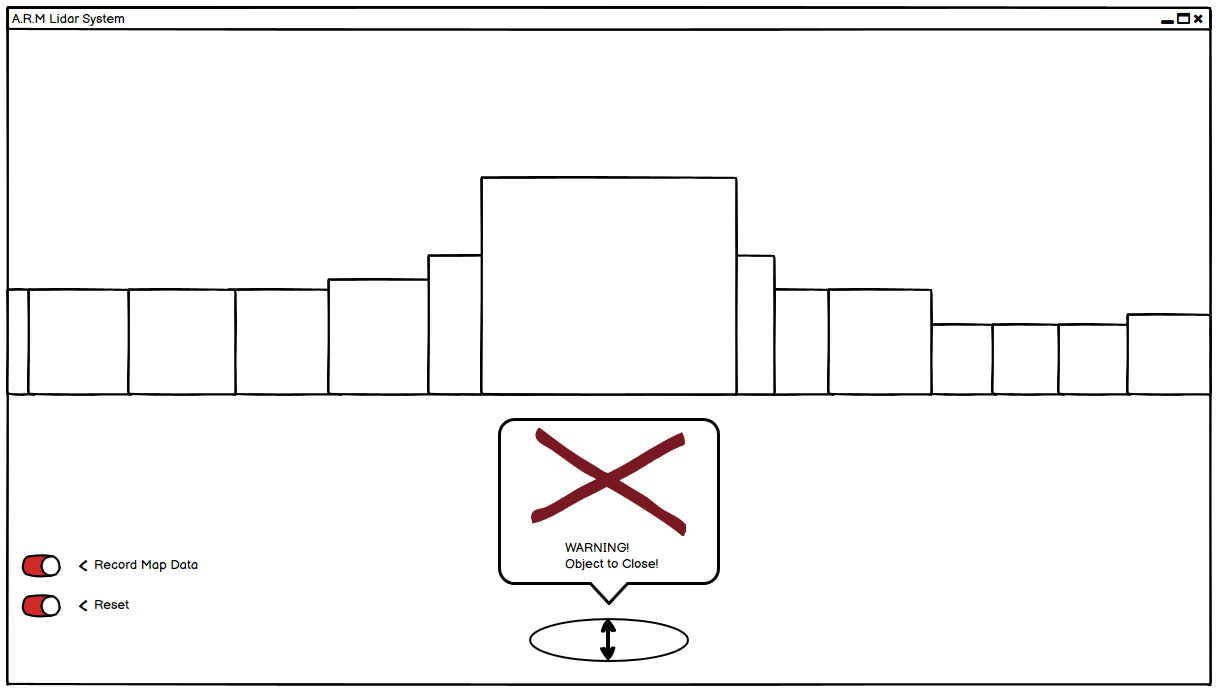 A.R.M Lidar System
WARNING!
Object to Close!
Record Map Data
Reset